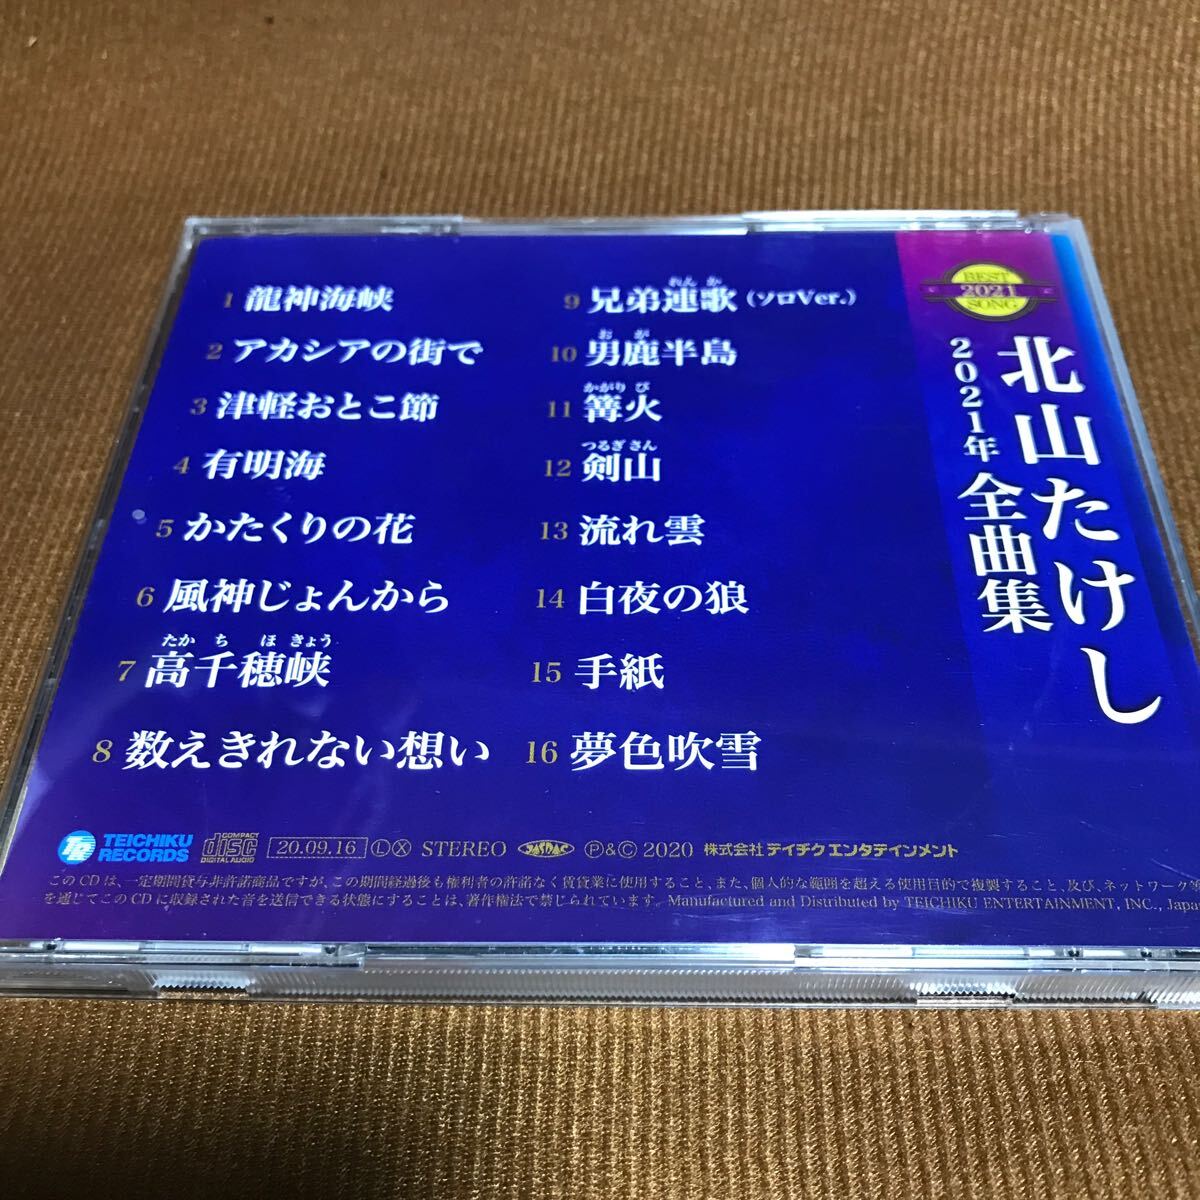 BEST
2021
SONG
北山たけし
2021年 全曲集
1 龍神海峡
2 アカシアの街で
3 津軽おとこ節
4 有明海
5 かたくりの花
6 風神じょんから
たか ち ほ きょう
7 高千穂峡
8 数えきれない想い
れん か
9 兄弟連歌 (ソロVer.)
お が
10 男鹿半島
かがり び
11 篝火
つるぎ さん
12 剣山
13 流れ雲
14 白夜の狼
15 手紙
16 夢色吹雪
TEICHIKU RECORDS
COMPACT disc DIGITAL AUDIO
20.09.16 Ⓛ Ⓧ STEREO JASRAC Ⓟ&Ⓒ 2020 株式会社テイチクエンタテインメント
このCDは、一定期間貸与非許諾商品ですが、この期間経過後も権利者の許諾なく賃貸業に使用すること、また、個人的な範囲を超える使用目的で複製すること、及び、ネットワーク等
を通じてこのCDに収録された音を送信できる状態にすることは、著作権法で禁じられています。Manufactured and Distributed by TEICHIKU ENTERTAINMENT, INC., Japan